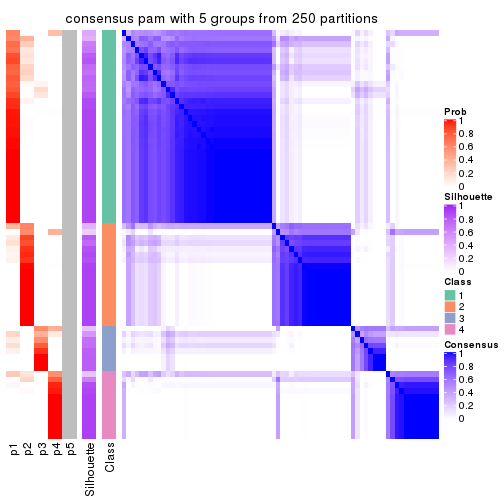 consensus pam with 5 groups from 250 partitions
Prob
1
0.8
0.6
0.4
0.2
0
Silhouette
1
0.8
0.6
0.4
0.2
0
Class
1
2
3
4
Consensus
1
0.8
0.6
0.4
0.2
0
p1
p2
p3
p4
p5
Silhouette
Class